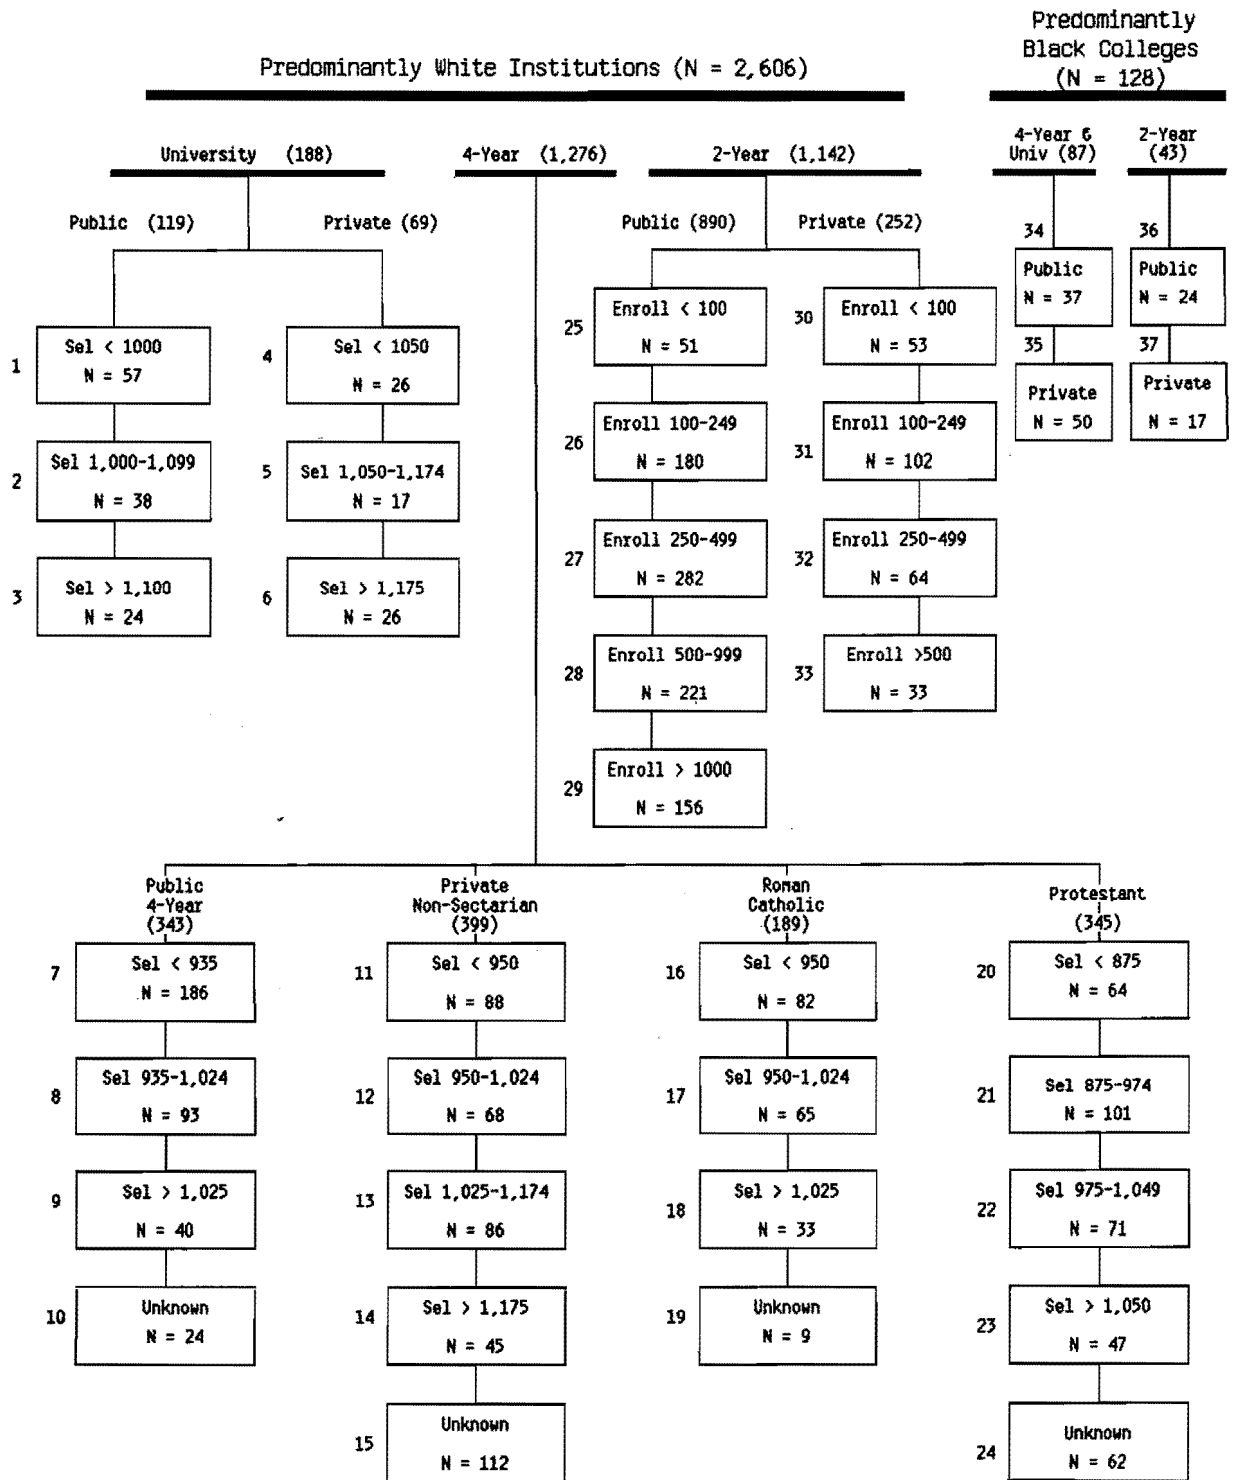 Predominantly White Institutions (N = 2,606)
Predominantly
Black Colleges
(N = 128)
University (188)
4-Year (1,276)
2-Year (1,142)
4-Year &
Univ (87)
2-Year
(43)
Public (119)
Private (69)
Public (890)
Private (252)
1
Sel < 1000
N = 57
2
Sel 1,000-1,099
N = 38
3
Sel > 1,100
N = 24
4
Sel < 1050
N = 26
5
Sel 1,050-1,174
N = 17
6
Sel > 1,175
N = 26
25
Enroll < 100
N = 51
26
Enroll 100-249
N = 180
27
Enroll 250-499
N = 282
28
Enroll 500-999
N = 221
29
Enroll > 1000
N = 156
30
Enroll < 100
N = 53
31
Enroll 100-249
N = 102
32
Enroll 250-499
N = 64
33
Enroll >500
N = 33
34
Public
N = 37
35
Private
N = 50
36
Public
N = 24
37
Private
N = 17
Public
4-Year
(343)
7
Sel < 935
N = 186
8
Sel 935-1,024
N = 93
9
Sel > 1,025
N = 40
10
Unknown
N = 24
Private
Non-Sectarian
(399)
11
Sel < 950
N = 88
12
Sel 950-1,024
N = 68
13
Sel 1,025-1,174
N = 86
14
Sel > 1,175
N = 45
15
Unknown
N = 112
Roman
Catholic
(189)
16
Sel < 950
N = 82
17
Sel 950-1,024
N = 65
18
Sel > 1,025
N = 33
19
Unknown
N = 9
Protestant
(345)
20
Sel < 875
N = 64
21
Sel 875-974
N = 101
22
Sel 975-1,049
N = 71
23
Sel > 1,050
N = 47
24
Unknown
N = 62